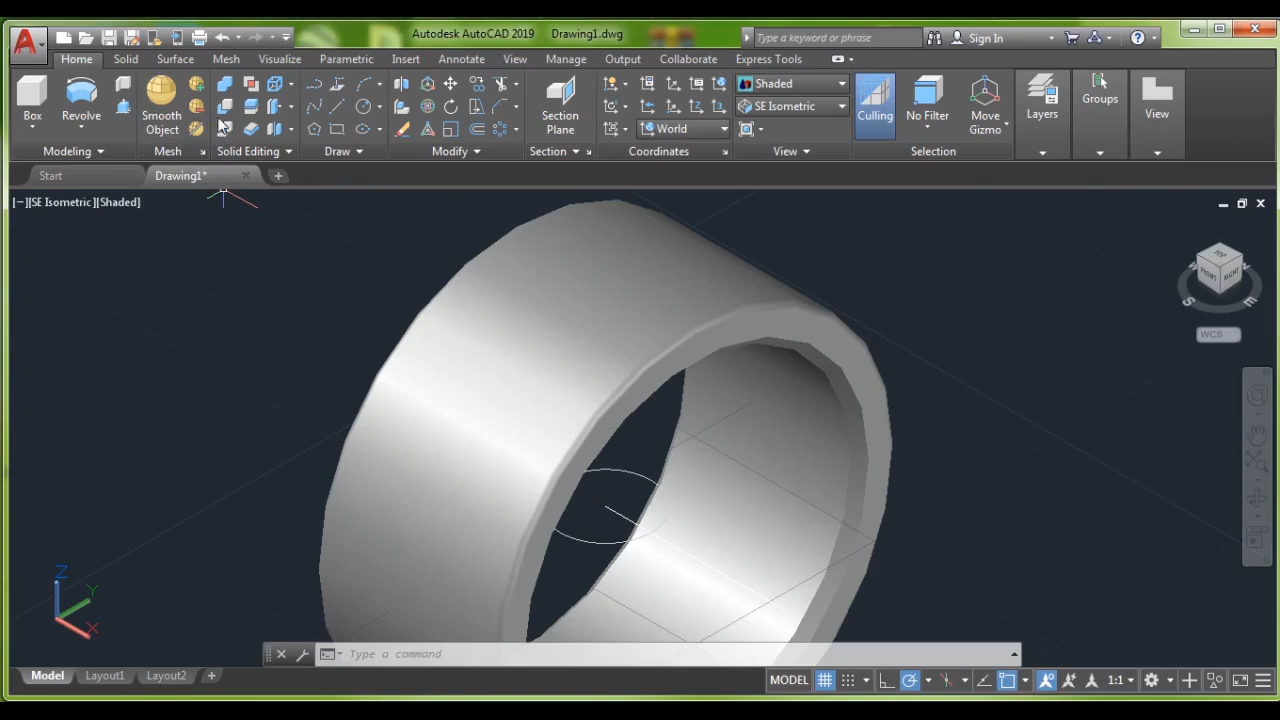 Autodesk AutoCAD 2019 Drawing1.dwg
Type a keyword or phrase
Sign In
Home Solid Surface Mesh Visualize Parametric Insert Annotate View Manage Output Collaborate Express Tools
Box
Revolve
Smooth Object
Section Plane
Shaded
SE Isometric
World
Culling
No Filter
Move Gizmo
Layers
Groups
View
Modeling Mesh Solid Editing Draw Modify Section Coordinates View Selection
Start Drawing1*
[−][SE Isometric][Shaded]
TOP
FRONT RIGHT
S E
WCS
Z
Y
X
Type a command
Model Layout1 Layout2
MODEL 1:1